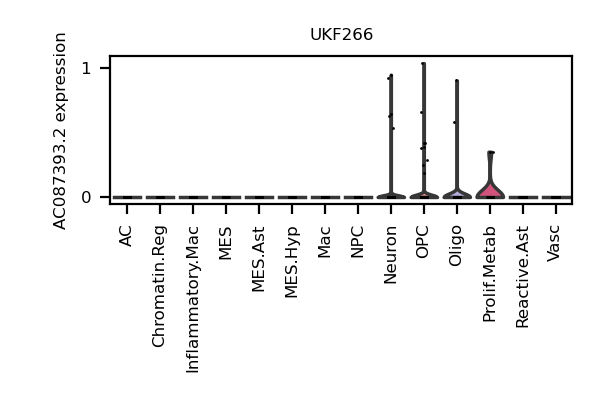 UKF266
AC087393.2 expression
1
0
AC
Chromatin.Reg
Inflammatory.Mac
MES
MES.Ast
MES.Hyp
Mac
NPC
Neuron
OPC
Oligo
Prolif.Metab
Reactive.Ast
Vasc